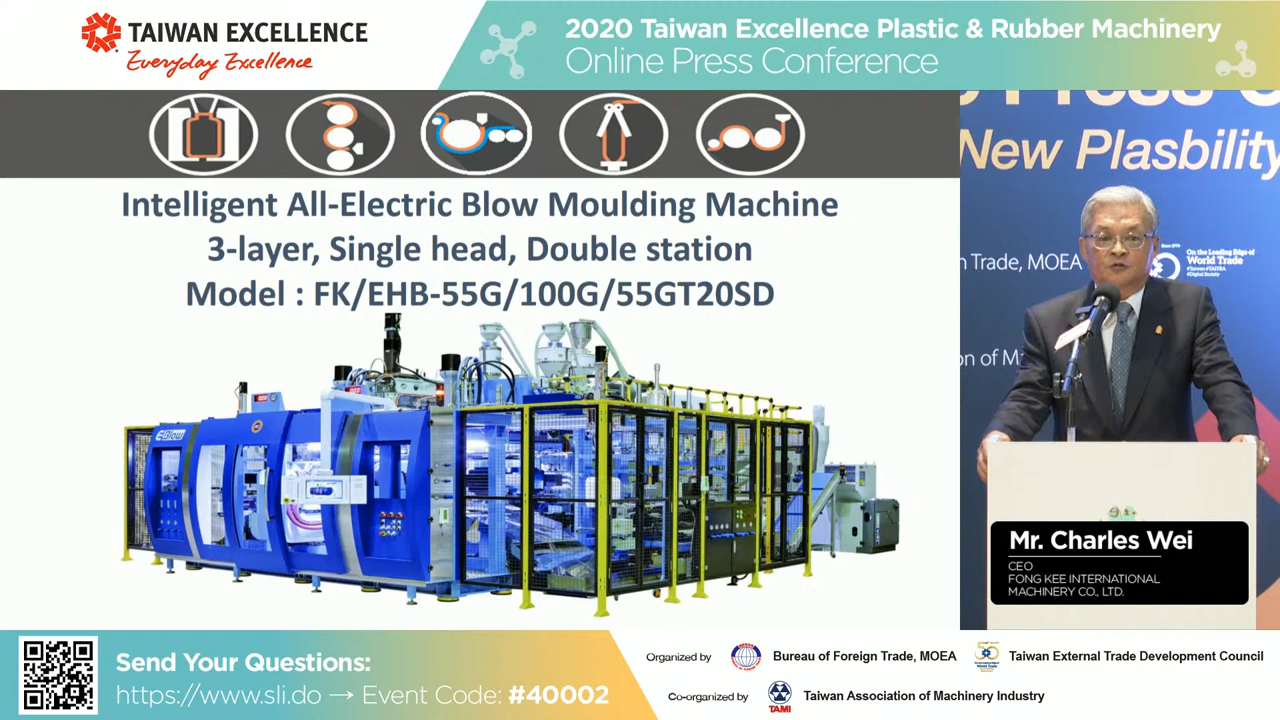 TAIWAN EXCELLENCE
Everyday Excellence
2020 Taiwan Excellence Plastic & Rubber Machinery
Online Press Conference
New Plasbility
Intelligent All-Electric Blow Moulding Machine
3-layer, Single head, Double station
Model : FK/EHB-55G/100G/55GT20SD
n Trade, MOEA
On the Leading Edge of
World Trade
#Taiwan #TAITRA
#Digital Society
on of M
Mr. Charles Wei
CEO
FONG KEE INTERNATIONAL
MACHINERY CO., LTD.
Send Your Questions:
https://www.sli.do → Event Code: #40002
Organized by
Bureau of Foreign Trade, MOEA
Taiwan External Trade Development Council
Co-organized by
TAMI
Taiwan Association of Machinery Industry